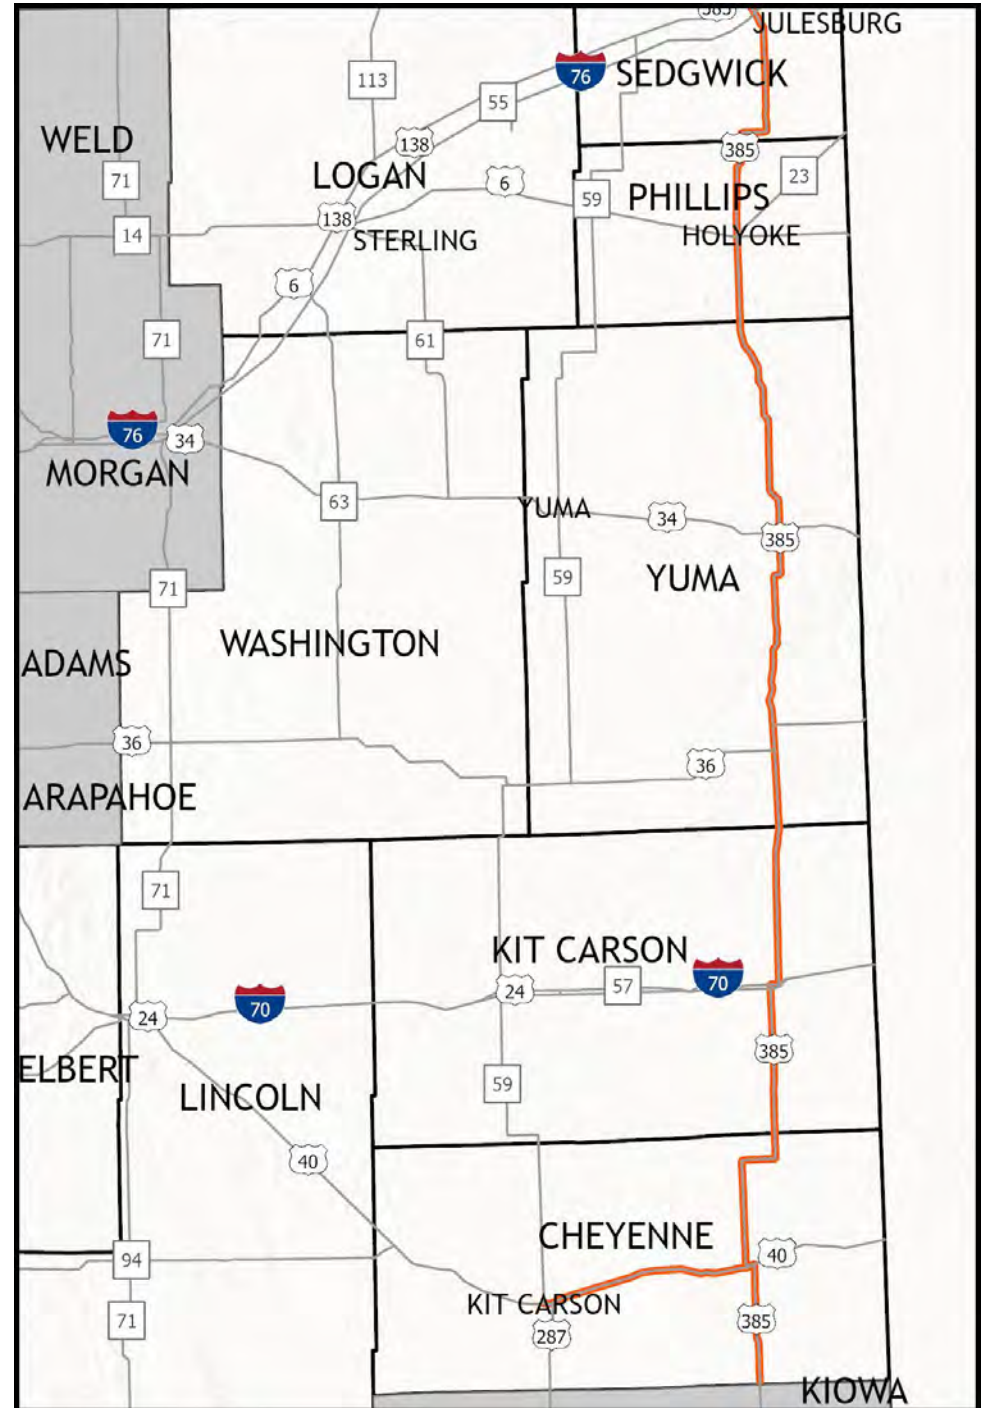 385
JULESBURG
76
SEDGWICK
113
55
WELD
138
385
LOGAN
71
6
59
PHILLIPS
23
138
14
STERLING
HOLYOKE
6
71
61
76
34
MORGAN
63
YUMA
34
385
71
59
YUMA
WASHINGTON
ADAMS
36
36
ARAPAHOE
71
KIT CARSON
70
24
57
70
24
385
ELBERT
59
LINCOLN
40
CHEYENNE
94
40
KIT CARSON
71
287
385
KIOWA